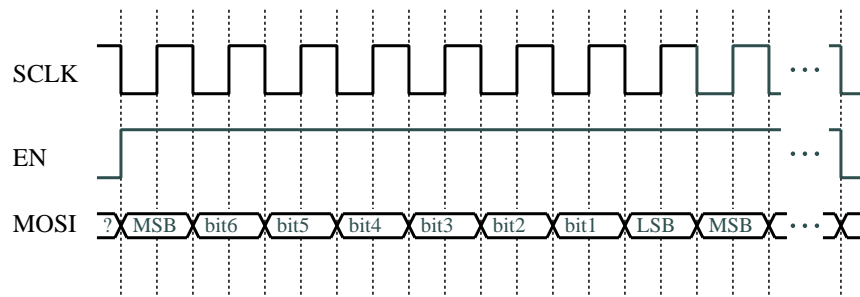 SCLK ...
EN ...
MOSI ? MSB bit6 bit5 bit4 bit3 bit2 bit1 LSB MSB ...